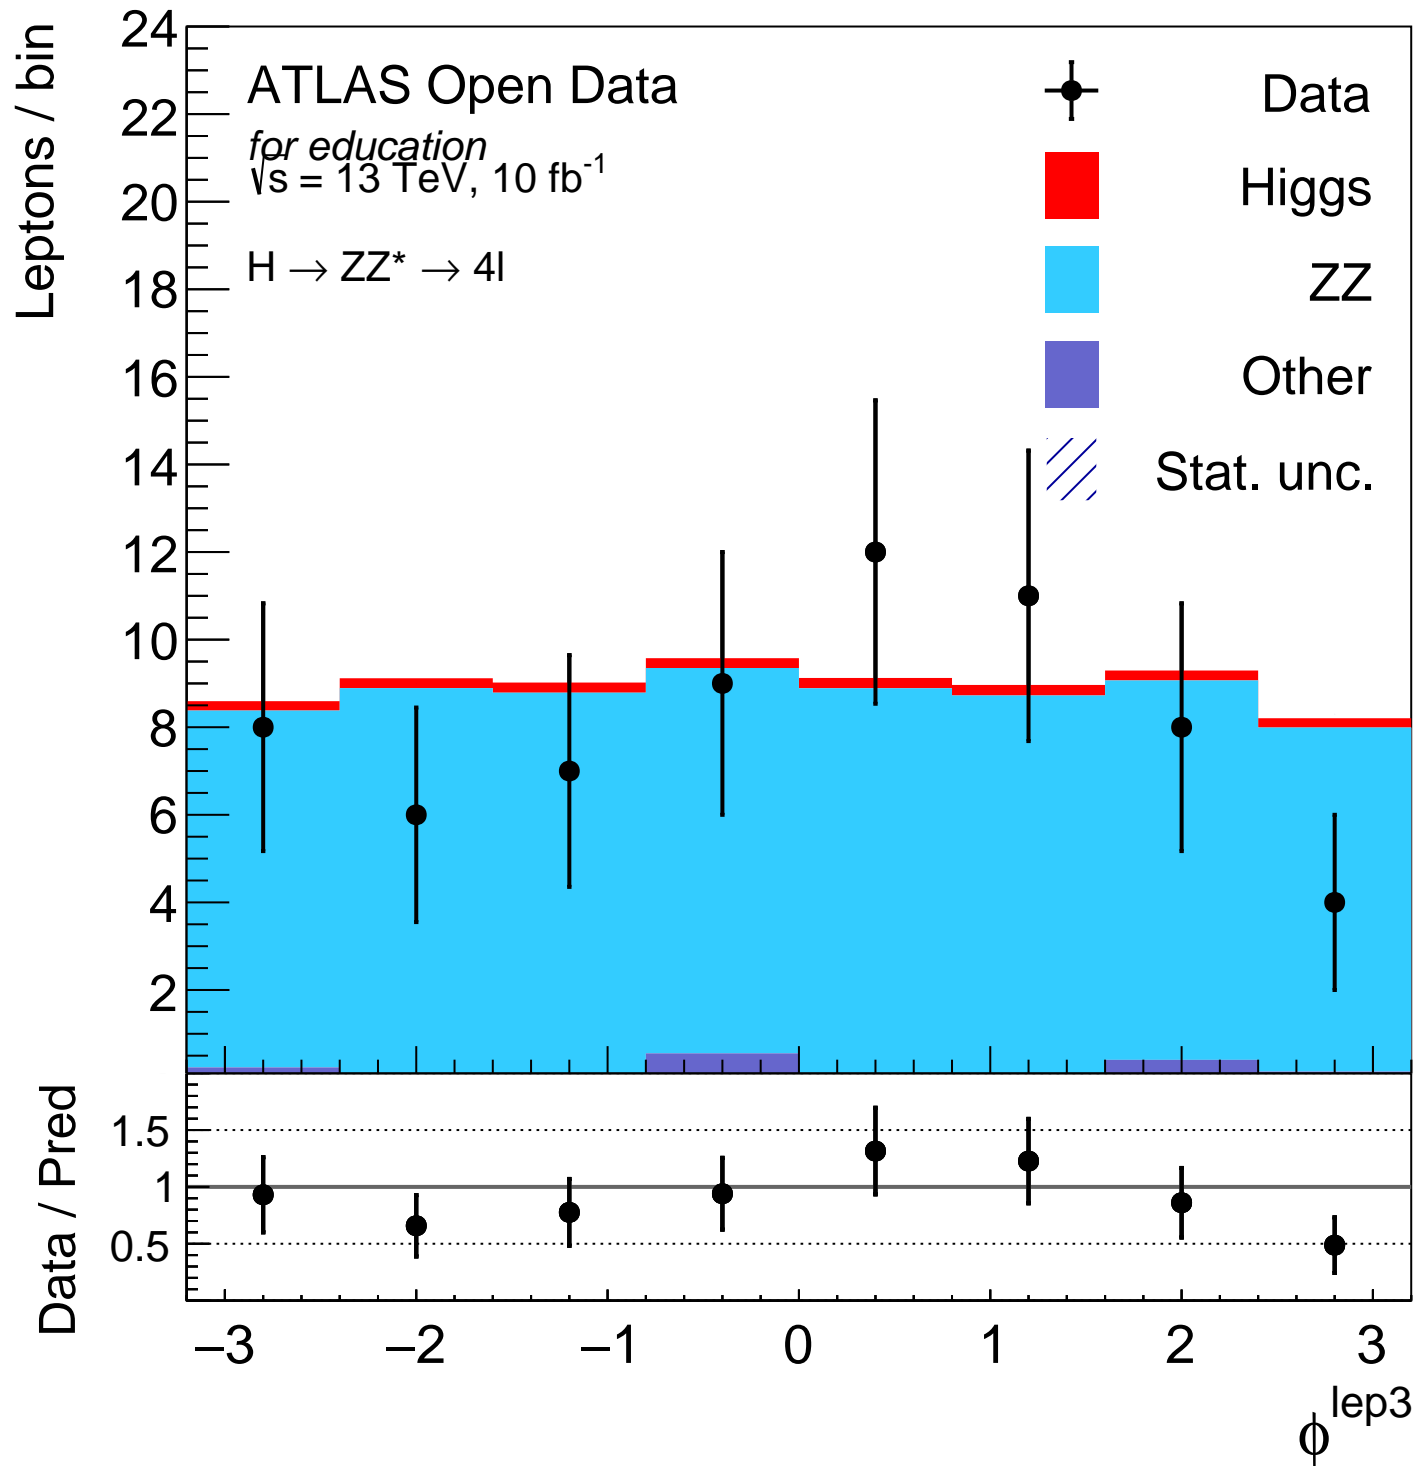 Leptons / bin
24
22
20
18
16
14
12
10
8
6
4
2
ATLAS Open Data
for education
√s = 13 TeV, 10 fb⁻¹
H → ZZ* → 4l
Data
Higgs
ZZ
Other
Stat. unc.
Data / Pred
1.5
1
0.5
−3 −2 −1 0 1 2 3
ϕ^lep3